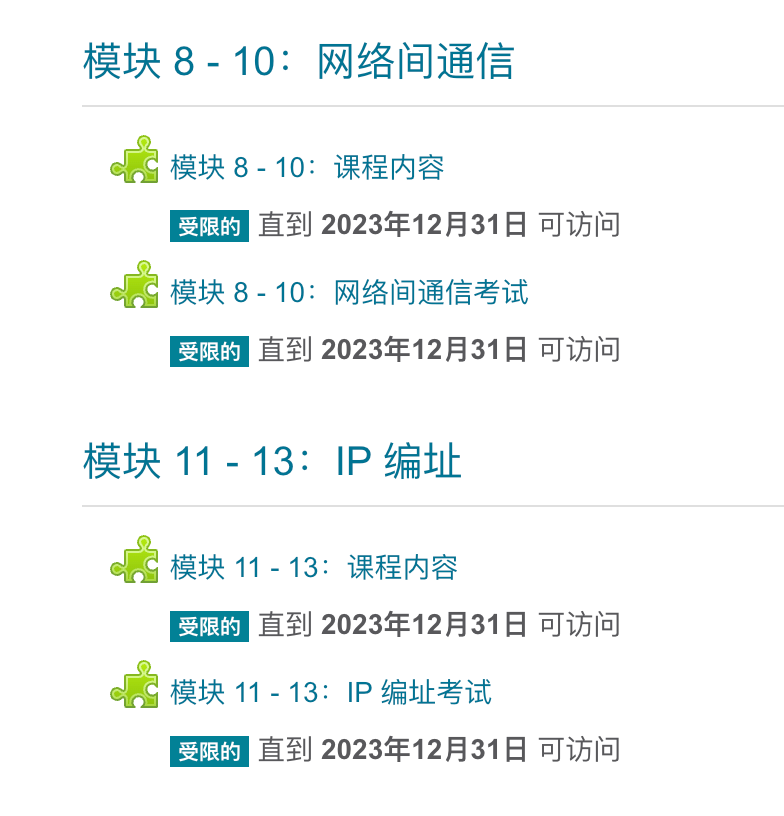 模块 8 - 10：网络间通信
模块 8 - 10：课程内容
受限的 直到 2023年12月31日 可访问
模块 8 - 10：网络间通信考试
受限的 直到 2023年12月31日 可访问
模块 11 - 13：IP 编址
模块 11 - 13：课程内容
受限的 直到 2023年12月31日 可访问
模块 11 - 13：IP 编址考试
受限的 直到 2023年12月31日 可访问